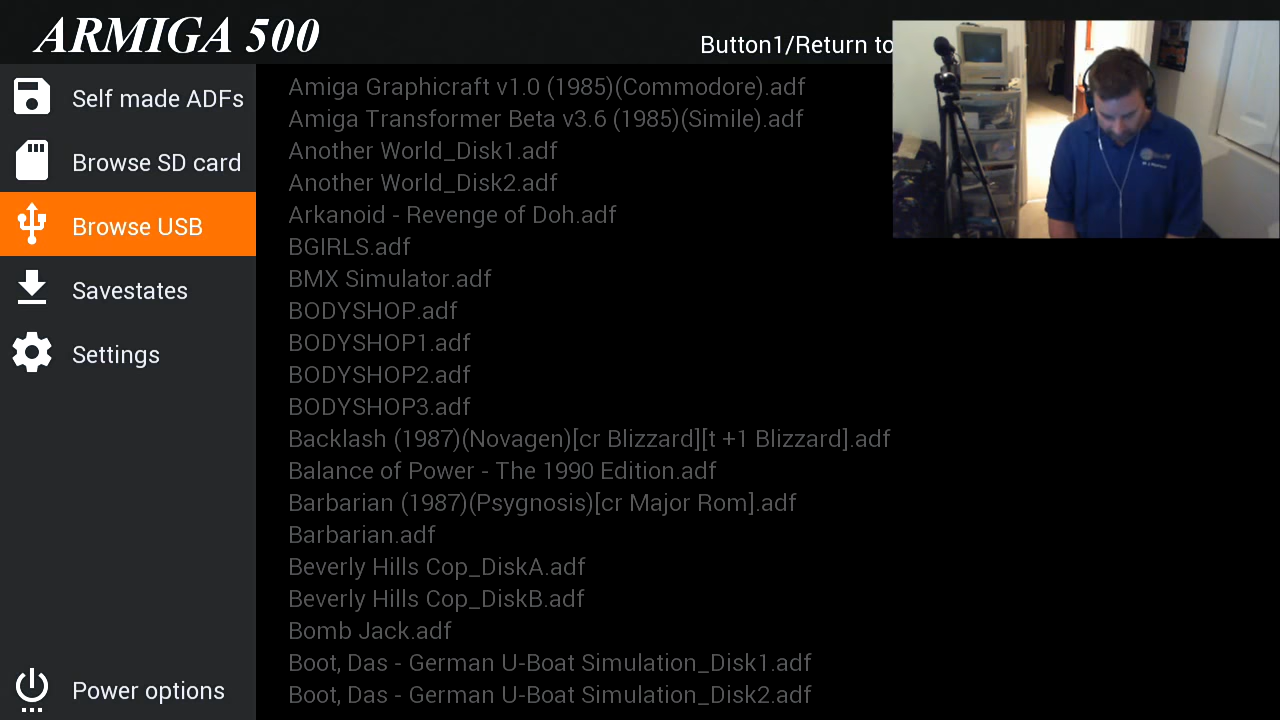 ARMIGA 500
Button1/Return to
Self made ADFs
Browse SD card
Browse USB
Savestates
Settings
Power options
Amiga Graphicraft v1.0 (1985)(Commodore).adf
Amiga Transformer Beta v3.6 (1985)(Simile).adf
Another World_Disk1.adf
Another World_Disk2.adf
Arkanoid - Revenge of Doh.adf
BGIRLS.adf
BMX Simulator.adf
BODYSHOP.adf
BODYSHOP1.adf
BODYSHOP2.adf
BODYSHOP3.adf
Backlash (1987)(Novagen)[cr Blizzard][t +1 Blizzard].adf
Balance of Power - The 1990 Edition.adf
Barbarian (1987)(Psygnosis)[cr Major Rom].adf
Barbarian.adf
Beverly Hills Cop_DiskA.adf
Beverly Hills Cop_DiskB.adf
Bomb Jack.adf
Boot, Das - German U-Boat Simulation_Disk1.adf
Boot, Das - German U-Boat Simulation_Disk2.adf